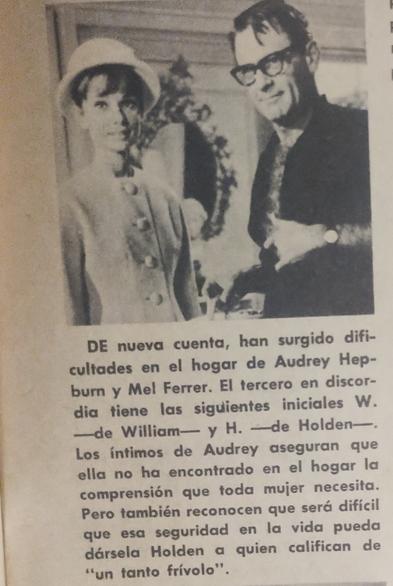 DE nueva cuenta, han surgido difi-
cultades en el hogar de Audrey Hep-
burn y Mel Ferrer. El tercero en discor-
dia tiene las siguientes iniciales W.
—de William— y H. —de Holden—.
Los íntimos de Audrey aseguran que
ella no ha encontrado en el hogar la
comprensión que toda mujer necesita.
Pero también reconocen que será difícil
que esa seguridad en la vida pueda
dársela Holden a quien califican de
"un tanto frívolo".